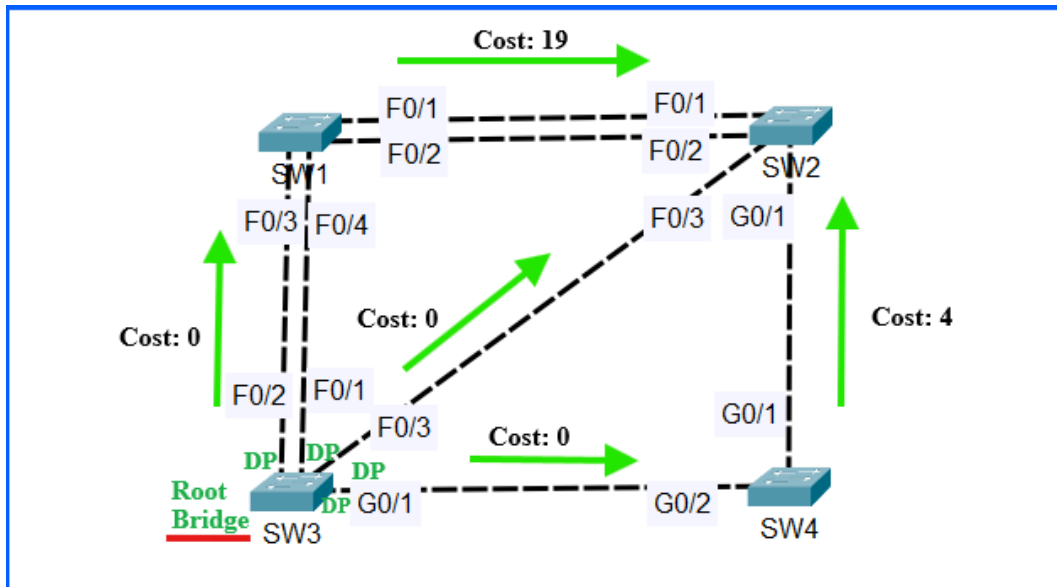 Cost: 19
F0/1
F0/1
F0/2
F0/2
SW1
SW2
F0/3
F0/4
F0/3
G0/1
Cost: 0
Cost: 0
Cost: 4
F0/2
F0/1
F0/3
G0/1
Cost: 0
DP
DP
DP
Root
Bridge
DP
G0/1
G0/2
SW3
SW4